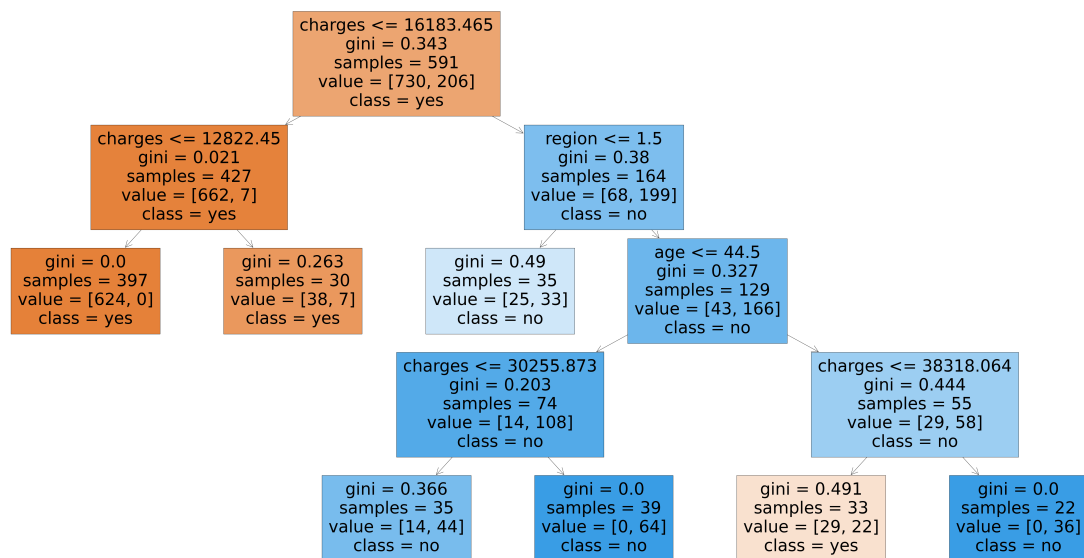 charges <= 16183.465
gini = 0.343
samples = 591
value = [730, 206]
class = yes
charges <= 12822.45
gini = 0.021
samples = 427
value = [662, 7]
class = yes
region <= 1.5
gini = 0.38
samples = 164
value = [68, 199]
class = no
gini = 0.0
samples = 397
value = [624, 0]
class = yes
gini = 0.263
samples = 30
value = [38, 7]
class = yes
gini = 0.49
samples = 35
value = [25, 33]
class = no
age <= 44.5
gini = 0.327
samples = 129
value = [43, 166]
class = no
charges <= 30255.873
gini = 0.203
samples = 74
value = [14, 108]
class = no
charges <= 38318.064
gini = 0.444
samples = 55
value = [29, 58]
class = no
gini = 0.366
samples = 35
value = [14, 44]
class = no
gini = 0.0
samples = 39
value = [0, 64]
class = no
gini = 0.491
samples = 33
value = [29, 22]
class = yes
gini = 0.0
samples = 22
value = [0, 36]
class = no